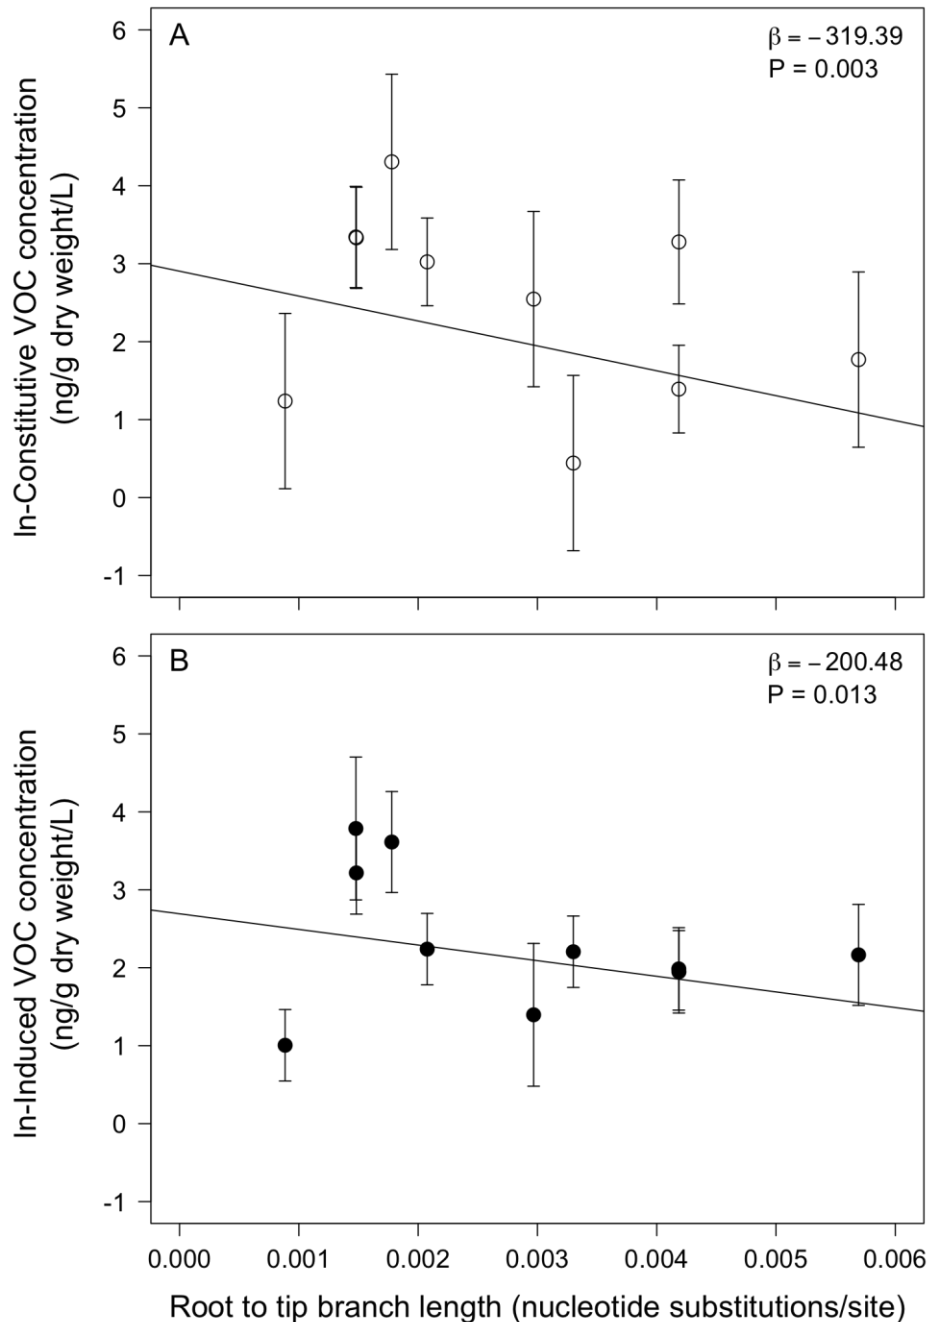 A
β = −319.39
P = 0.003
ln-Constitutive VOC concentration
(ng/g dry weight/L)
6
5
4
3
2
1
0
-1
B
β = −200.48
P = 0.013
ln-Induced VOC concentration
(ng/g dry weight/L)
6
5
4
3
2
1
0
-1
0.000 0.001 0.002 0.003 0.004 0.005 0.006
Root to tip branch length (nucleotide substitutions/site)